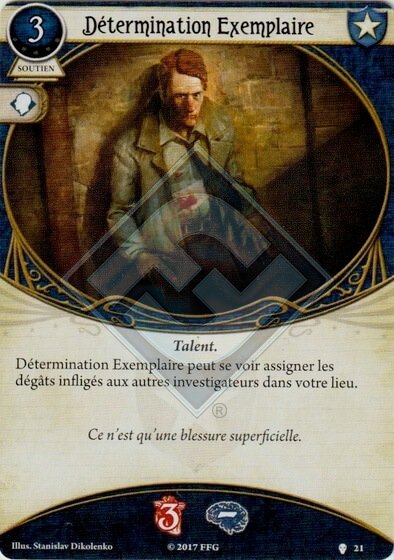 3
Détermination Exemplaire
SOUTIEN
Talent.
Détermination Exemplaire peut se voir assigner les
dégâts infligés aux autres investigateurs dans votre lieu.
®
Ce n'est qu'une blessure superficielle.
3
–
Illus. Stanislav Dikolenko
© 2017 FFG
21